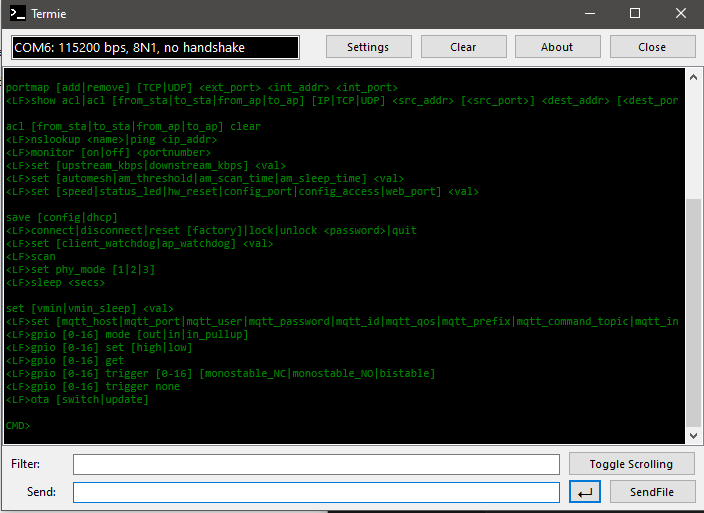 Termie
COM6: 115200 bps, 8N1, no handshake
Settings
Clear
About
Close
portmap [add|remove] [TCP|UDP] <ext_port> <int_addr> <int_port>
<LF>show acl|acl [from_sta|to_sta|from_ap|to_ap] [IP|TCP|UDP] <src_addr> [<src_port>] <dest_addr> [<dest_por
acl [from_sta|to_sta|from_ap|to_ap] clear
<LF>nslookup <name>|ping <ip_addr>
<LF>monitor [on|off] <portnumber>
<LF>set [upstream_kbps|downstream_kbps] <val>
<LF>set [automesh|am_threshold|am_scan_time|am_sleep_time] <val>
<LF>set [speed|status_led|hw_reset|config_port|config_access|web_port] <val>
save [config|dhcp]
<LF>connect|disconnect|reset [factory]|lock|unlock <password>|quit
<LF>set [client_watchdog|ap_watchdog] <val>
<LF>scan
<LF>set phy_mode [1|2|3]
<LF>sleep <secs>
set [vmin|vmin_sleep] <val>
<LF>set [mqtt_host|mqtt_port|mqtt_user|mqtt_password|mqtt_id|mqtt_qos|mqtt_prefix|mqtt_command_topic|mqtt_in
<LF>gpio [0-16] mode [out|in|in_pullup]
<LF>gpio [0-16] set [high|low]
<LF>gpio [0-16] get
<LF>gpio [0-16] trigger [0-16] [monostable_NC|monostable_NO|bistable]
<LF>gpio [0-16] trigger none
<LF>ota [switch|update]
CMD>
Filter:
Toggle Scrolling
Send:
SendFile